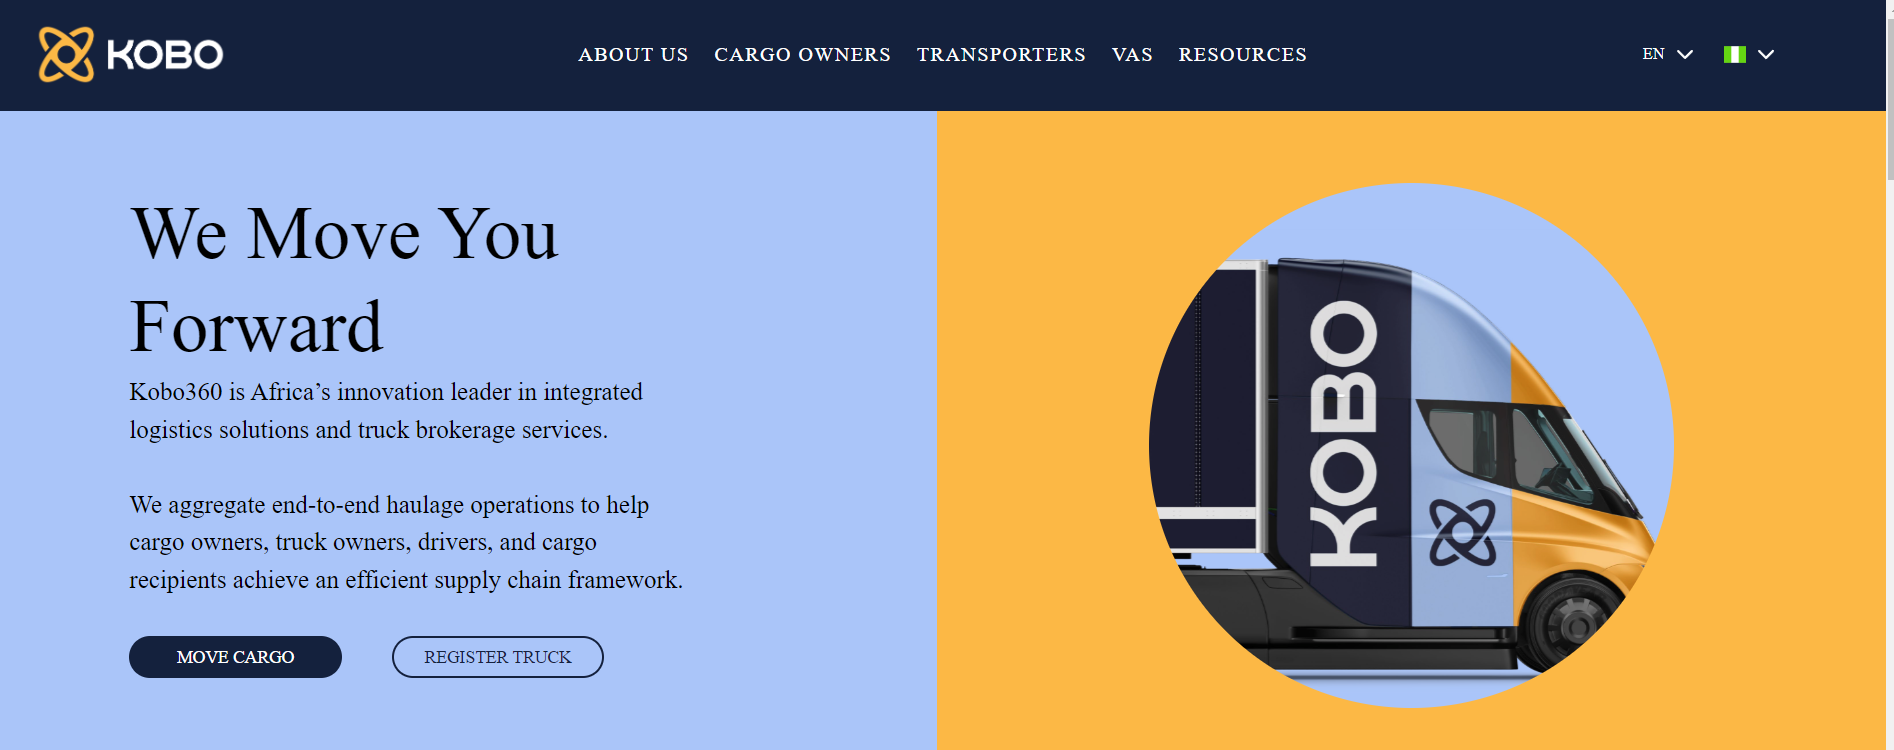 KOBO
ABOUT US
CARGO OWNERS
TRANSPORTERS
VAS
RESOURCES
EN
We Move You
Forward
Kobo360 is Africa’s innovation leader in integrated
logistics solutions and truck brokerage services.
We aggregate end-to-end haulage operations to help
cargo owners, truck owners, drivers, and cargo
recipients achieve an efficient supply chain framework.
MOVE CARGO
REGISTER TRUCK
KOBO